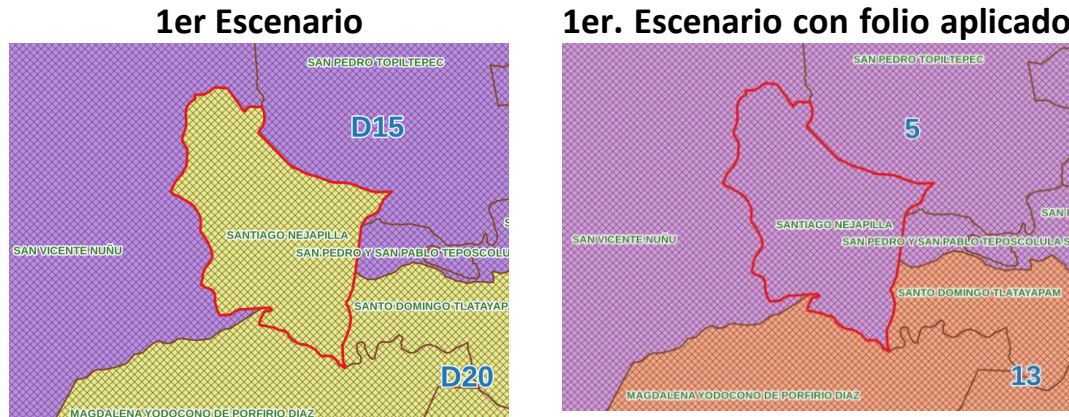 1er Escenario
SAN PEDRO TOPILTEPEC
D15
SANTIAGO NEJAPILLA
SAN VICENTE NUÑU
SAN PEDRO Y SAN PABLO TEPOSCOLU
SANTO DOMINGO TLATAYAPA
D20
MAGDALENA YODOCONO DE PORFIRIO DIAZ
1er. Escenario con folio aplicado
SAN PEDRO TOPILTEPEC
5
SANTIAGO NEJAPILLA
SAN VICENTE NUÑU
SAN PEDRO Y SAN PABLO TEPOSCOLULA S
SANTO DOMINGO TLATAYAPAM
13
MAGDALENA YODOCONO DE PORFIRIO DIAZ